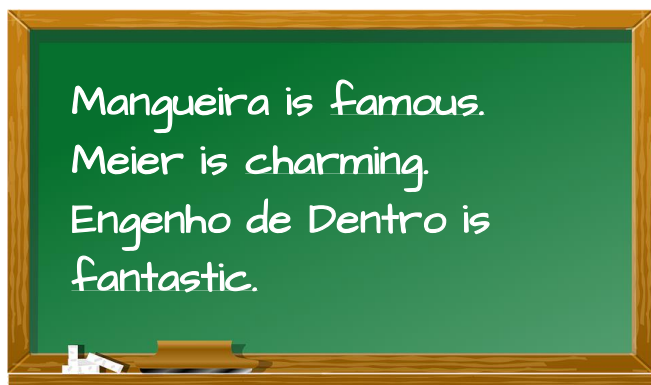 Mangueira is famous.
Meier is charming.
Engenho de Dentro is
fantastic.